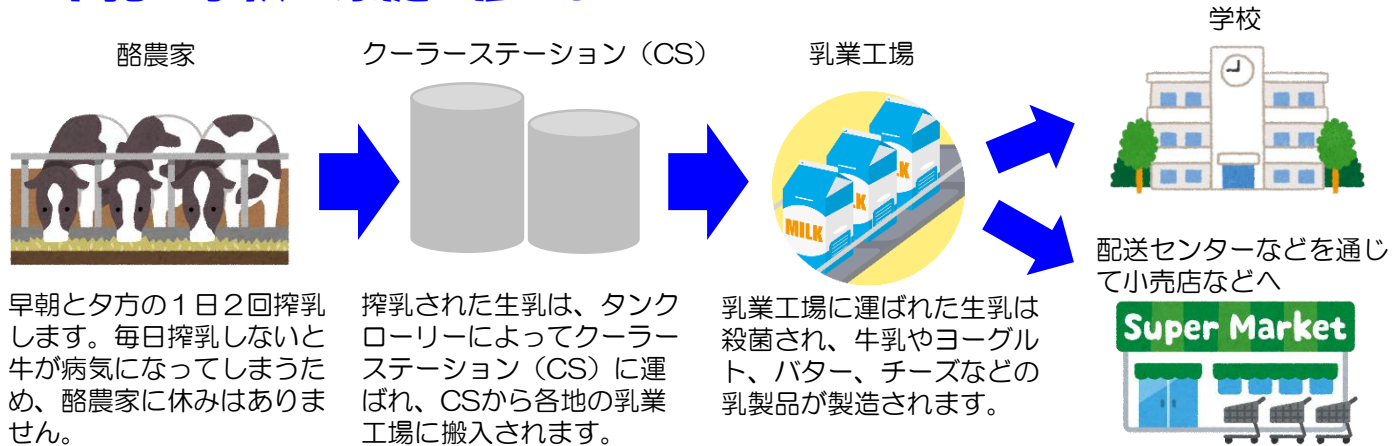 学校
酪農家
クーラーステーション（CS）
乳業工場
MILK
LK
LK
早朝と夕方の１日２回搾乳
します。毎日搾乳しないと
牛が病気になってしまうた
め、酪農家に休みはありま
せん。
搾乳された生乳は、タンク
ローリーによってクーラー
ステーション（CS）に運
ばれ、CSから各地の乳業
工場に搬入されます。
乳業工場に運ばれた生乳は
殺菌され、牛乳やヨーグル
ト、バター、チーズなどの
乳製品が製造されます。
配送センターなどを通じ
て小売店などへ
Super Market